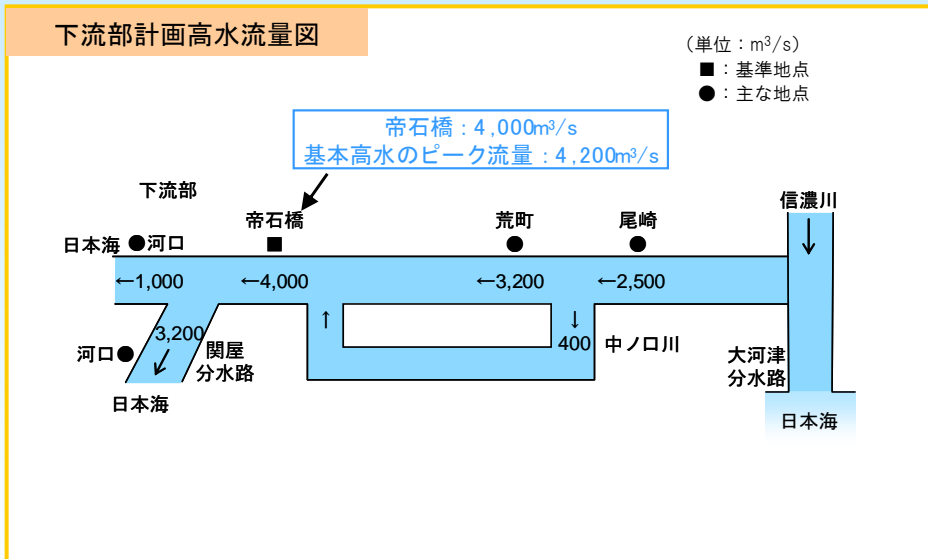 下流部計画高水流量図
(単位：m³/s)
■：基準地点
●：主な地点
帝石橋：4,000m³/s
基本高水のピーク流量：4,200m³/s
下流部
信濃川
帝石橋
荒町
尾崎
日本海
河口
↓
←1,000
←4,000
←3,200
←2,500
↑
↓
3,200
400
中ノ口川
河口
↓
関屋
分水路
大河津
分水路
日本海
日本海